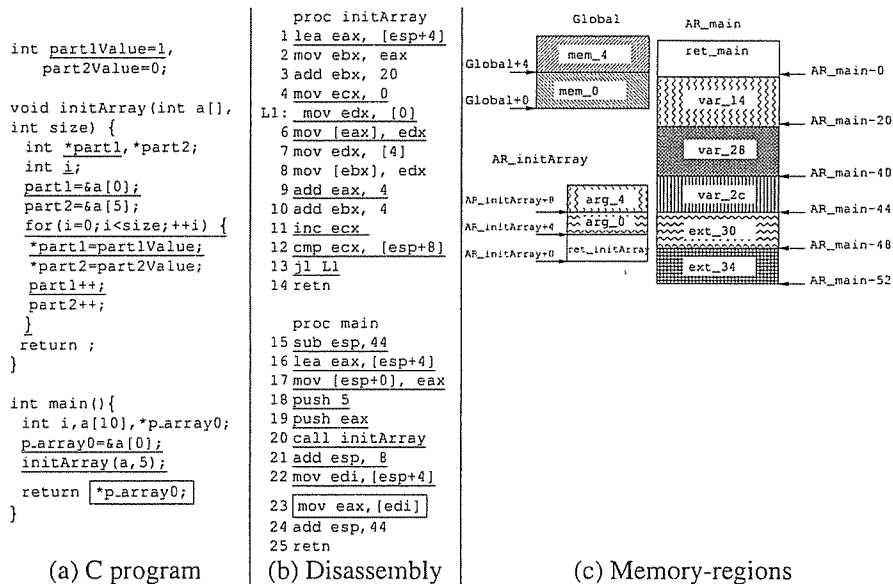 int part1Value=1,
part2Value=0;
void initArray(int a[],
int size) {
int *part1,*part2;
int i;
part1=&a[0];
part2=&a[5];
for(i=0;i<size;++i) {
*part1=part1Value;
*part2=part2Value;
part1++;
part2++;
}
return ;
}
int main(){
int i,a[10],*p_array0;
p_array0=&a[0];
initArray(a,5);
return *p_array0;
}
(a) C program
proc initArray
1 lea eax, [esp+4]
2 mov ebx, eax
3 add ebx, 20
4 mov ecx, 0
L1: mov edx, [0]
6 mov [eax], edx
7 mov edx, [4]
8 mov [ebx], edx
9 add eax, 4
10 add ebx, 4
11 inc ecx
12 cmp ecx, [esp+8]
13 jl L1
14 retn
proc main
15 sub esp,44
16 lea eax,[esp+4]
17 mov [esp+0], eax
18 push 5
19 push eax
20 call initArray
21 add esp, 8
22 mov edi,[esp+4]
23 mov eax,[edi]
24 add esp,44
25 retn
(b) Disassembly
Global
Global+4
mem_4
Global+0
mem_0
AR_initArray
AR_initArray+8
arg_4
AR_initArray+4
arg_0
AR_initArray+0
ret_initArray
AR_main
ret_main
AR_main-0
var_14
AR_main-20
var_28
AR_main-40
var_2c
AR_main-44
ext_30
AR_main-48
ext_34
AR_main-52
(c) Memory-regions